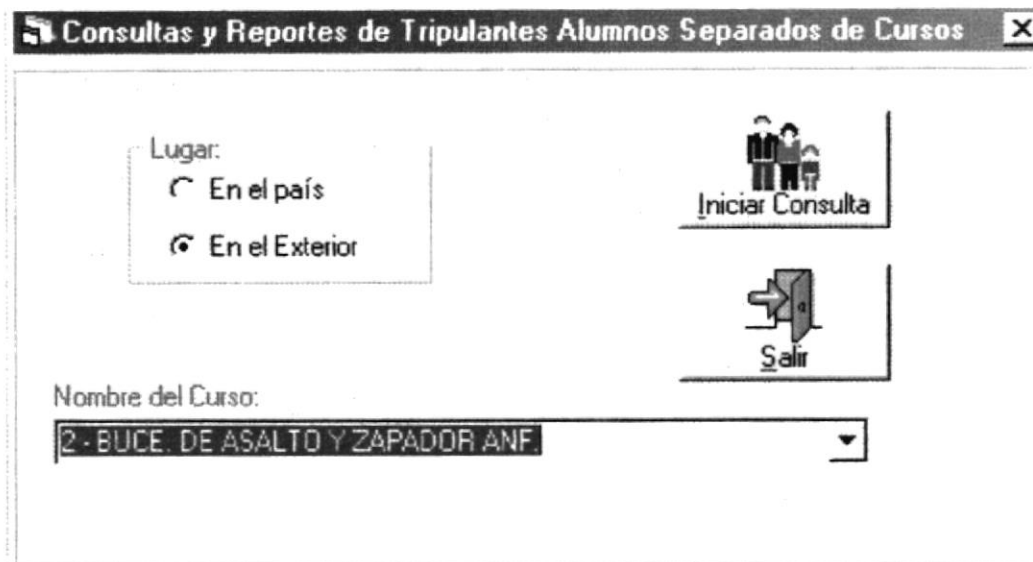 Consultas y Reportes de Tripulantes Alumnos Separados de Cursos
Lugar:
En el país
En el Exterior
Iniciar Consulta
Salir
Nombre del Curso:
2 - BUCE. DE ASALTO Y ZAPADOR ANF.